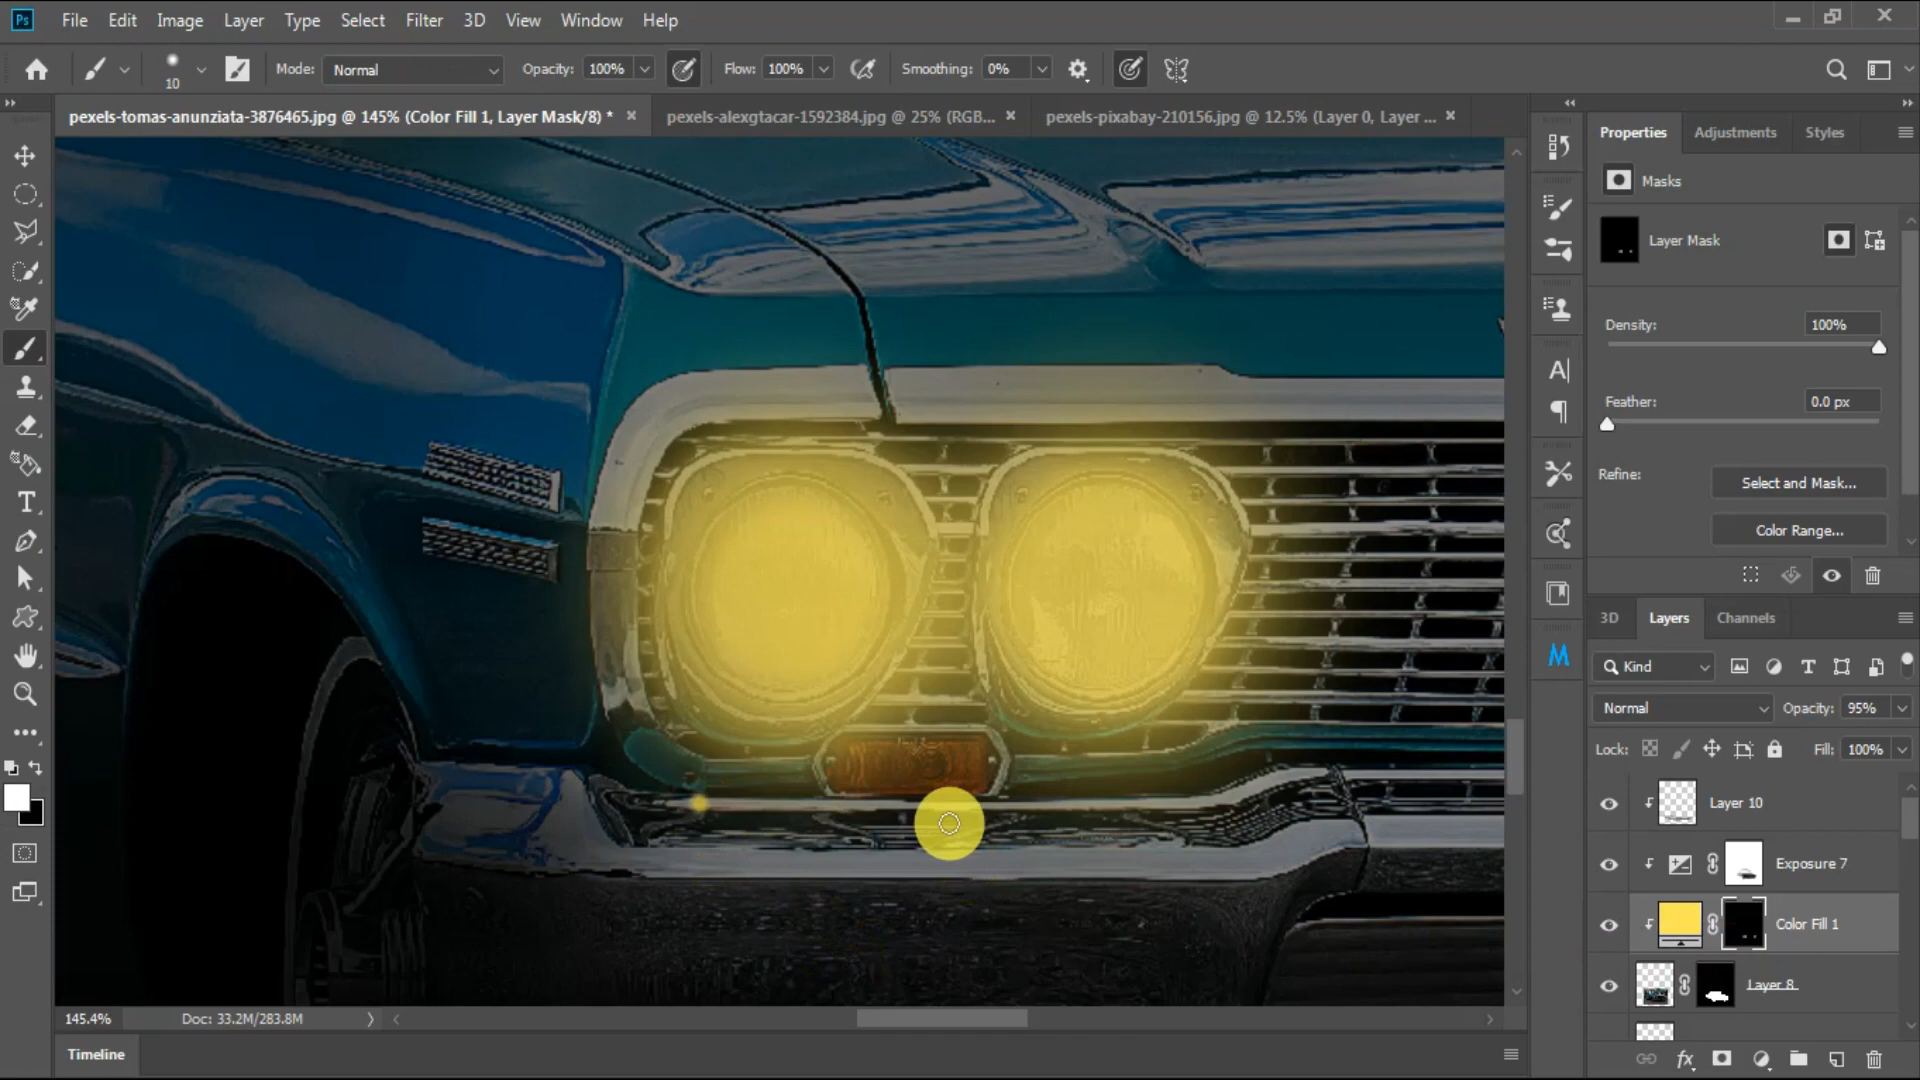 Ps File Edit Image Layer Type Select Filter 3D View Window Help
10 Mode: Normal Opacity: 100% Flow: 100% Smoothing: 0%
pexels-tomas-anunziata-3876465.jpg @ 145% (Color Fill 1, Layer Mask/8) * pexels-alexgtacar-1592384.jpg @ 25% (RGB... pexels-pixabay-210156.jpg @ 12.5% (Layer 0, Layer ...
Properties Adjustments Styles
Masks
Layer Mask
Density: 100%
Feather: 0.0 px
Refine: Select and Mask...
Color Range...
3D Layers Channels
Kind
Normal Opacity: 95%
Lock: Fill: 100%
Layer 10
Exposure 7
Color Fill 1
Layer 8
145.4% Doc: 33.2M/283.8M
Timeline